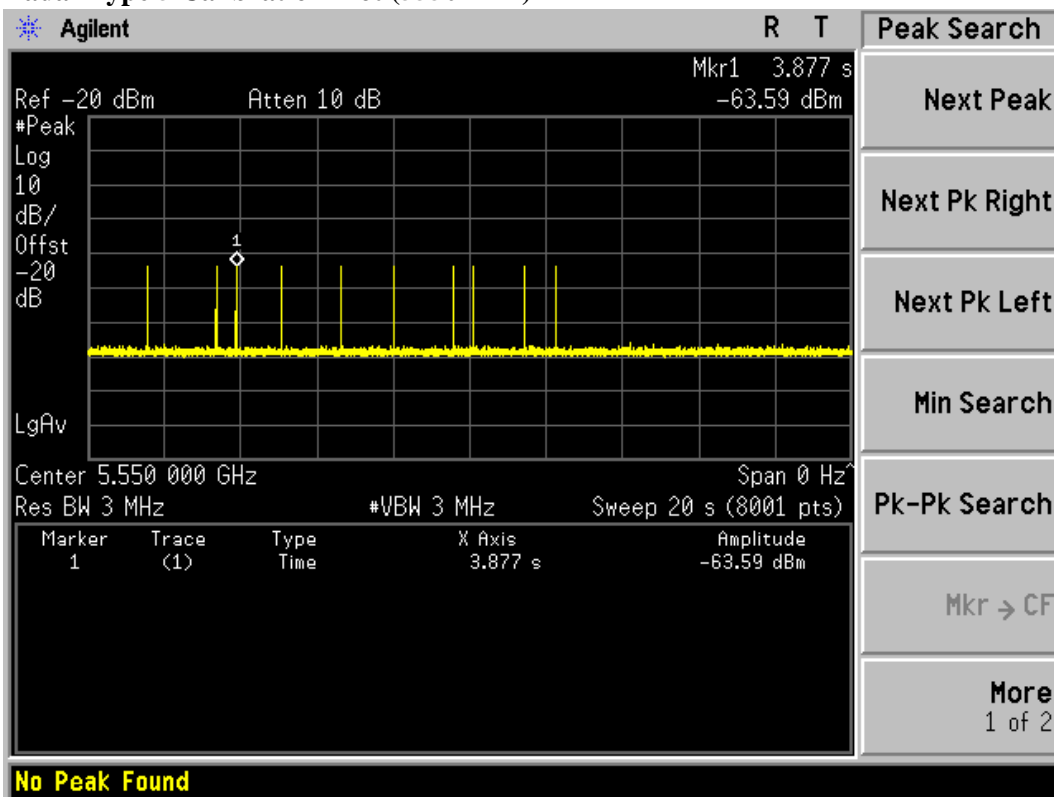 Agilent R T Peak Search
Mkr1 3.877 s
Ref -20 dBm Atten 10 dB -63.59 dBm
#Peak
Log
10
dB/
Offst
-20
dB
LgAv
1
Center 5.550 000 GHz Span 0 Hz^
Res BW 3 MHz #VBW 3 MHz Sweep 20 s (8001 pts)
Marker Trace Type X Axis Amplitude
1 (1) Time 3.877 s -63.59 dBm
Next Peak
Next Pk Right
Next Pk Left
Min Search
Pk-Pk Search
Mkr → CF
More
1 of 2
No Peak Found